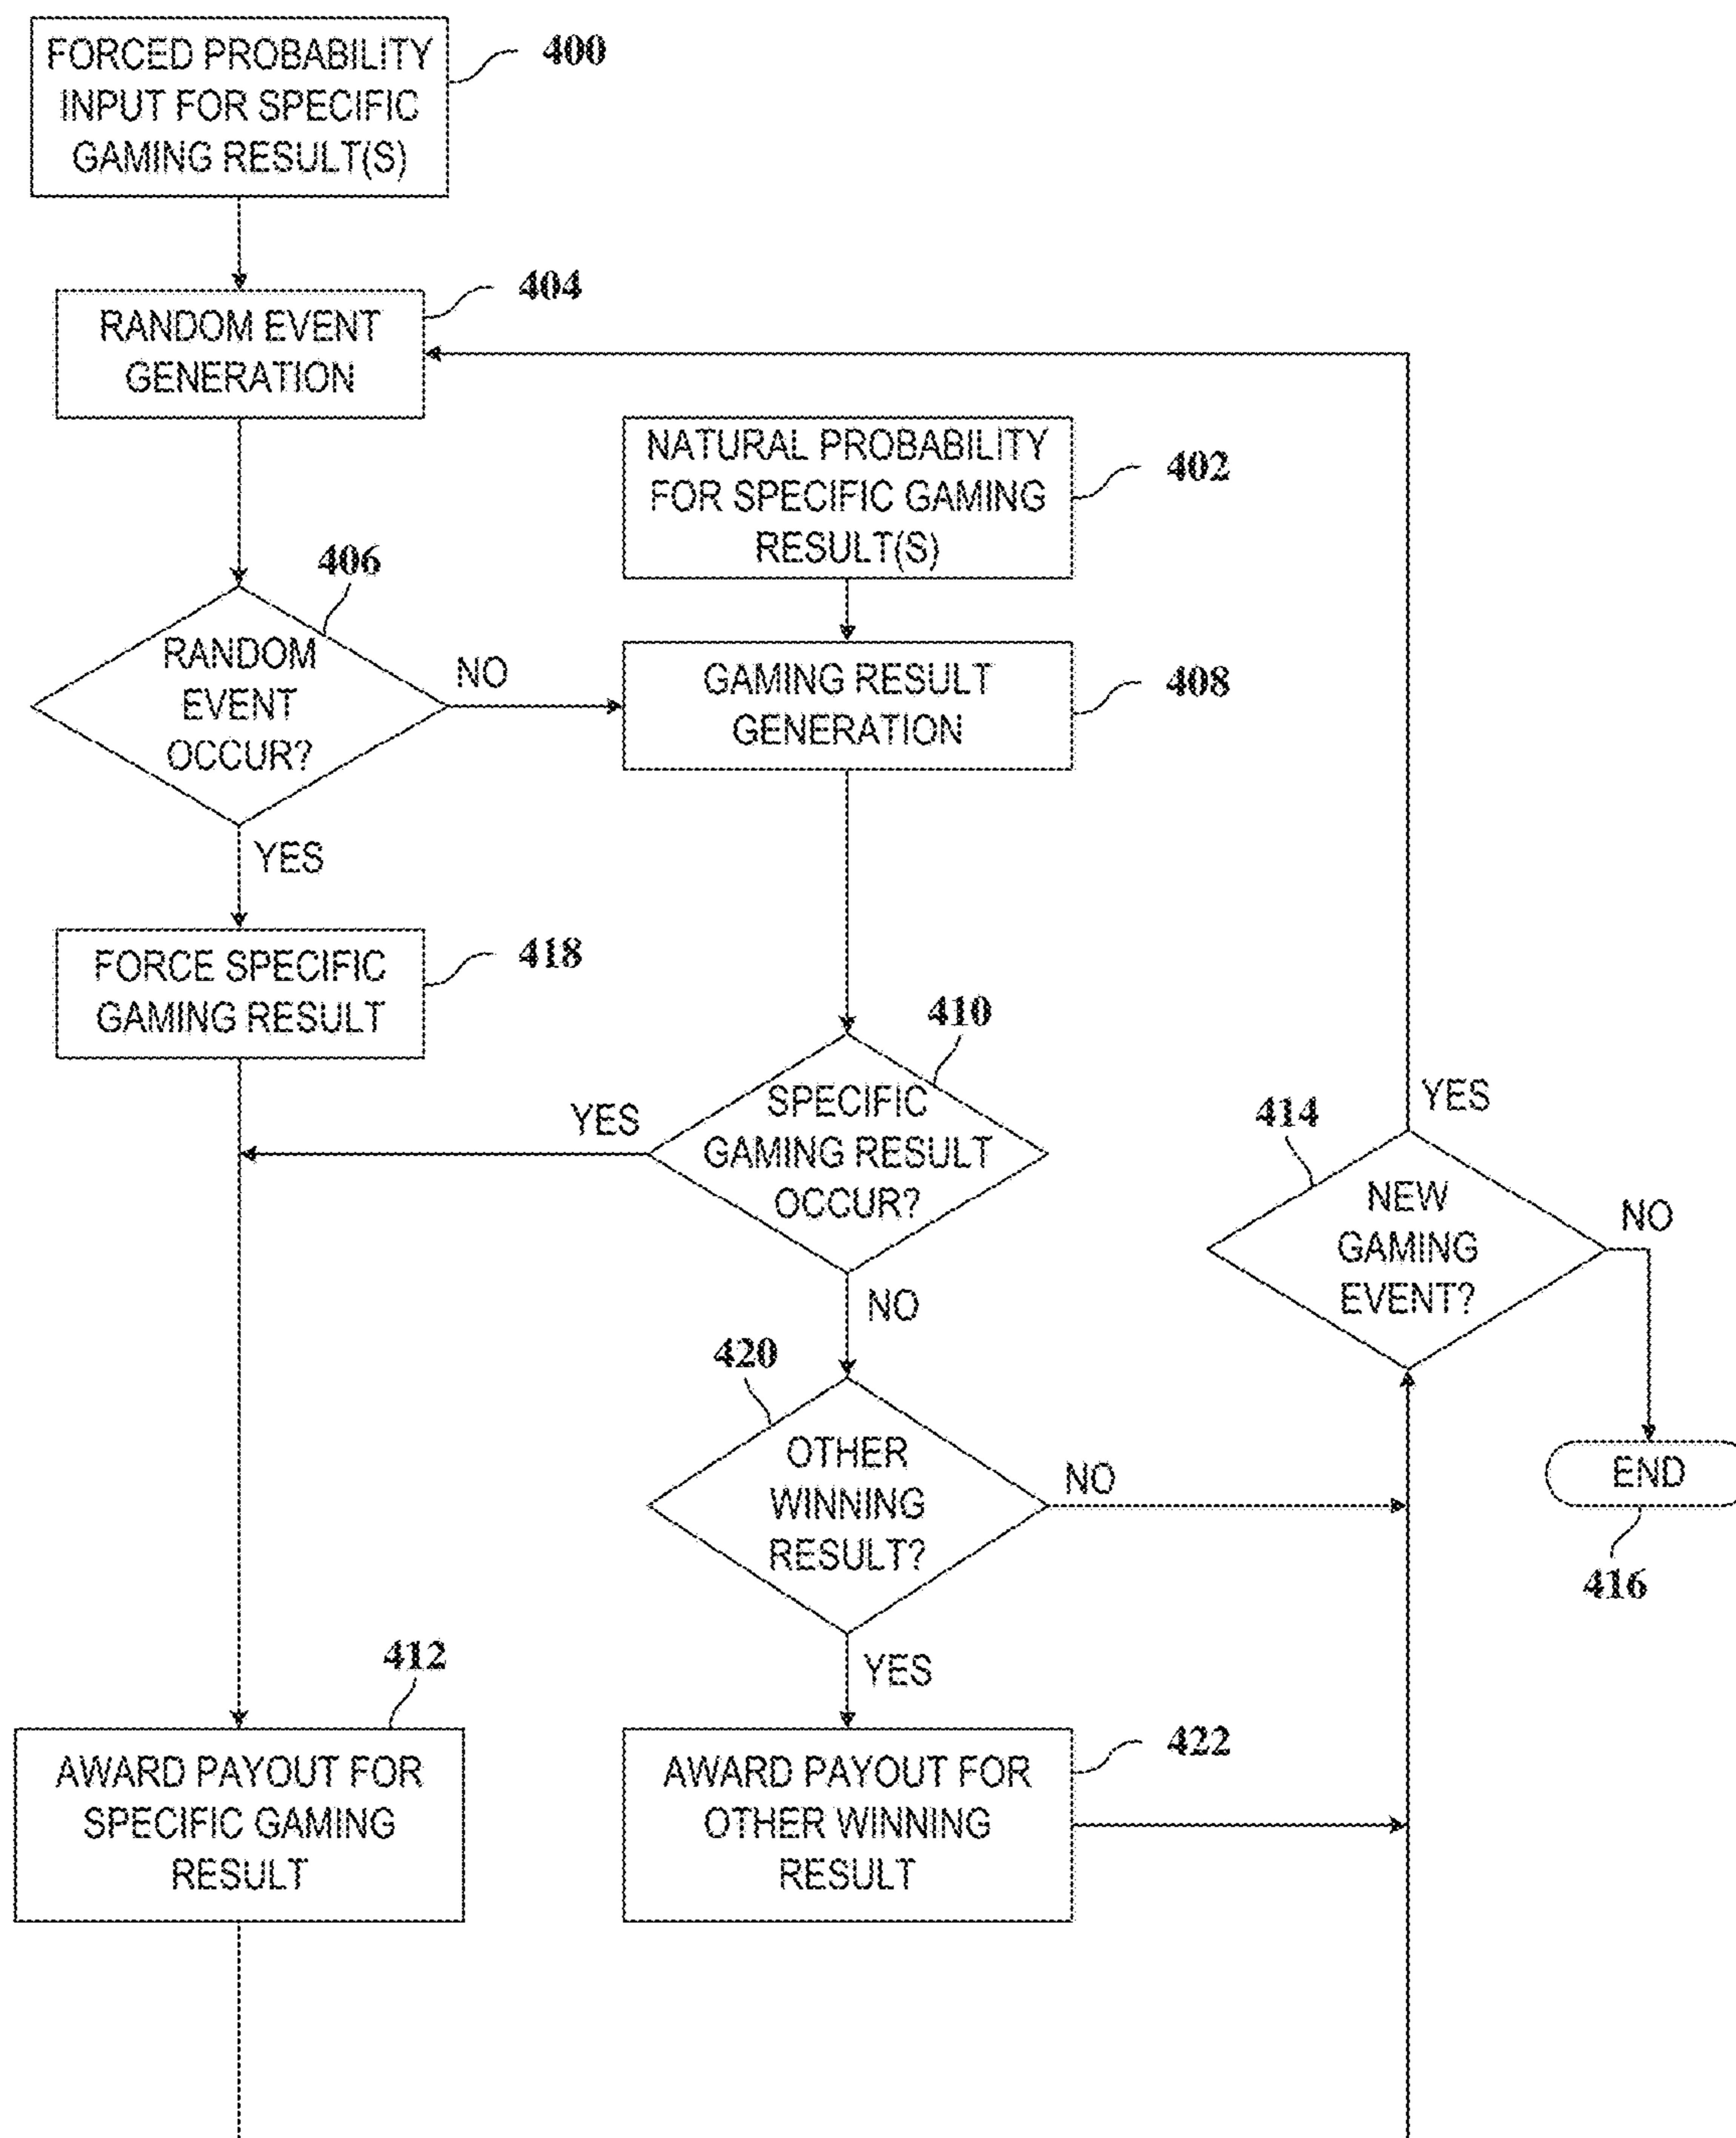 FORCED PROBABILITY
INPUT FOR SPECIFIC
GAMING RESULT(S)
400
RANDOM EVENT
GENERATION
404
NATURAL PROBABILITY
FOR SPECIFIC GAMING
RESULT(S)
402
406
RANDOM
EVENT
OCCUR?
NO
YES
GAMING RESULT
GENERATION
408
FORCE SPECIFIC
GAMING RESULT
418
410
SPECIFIC
GAMING RESULT
OCCUR?
YES
NO
414
YES
NEW
GAMING
EVENT?
NO
420
OTHER
WINNING
RESULT?
NO
YES
END
416
412
AWARD PAYOUT FOR
SPECIFIC GAMING
RESULT
AWARD PAYOUT FOR
OTHER WINNING
RESULT
422